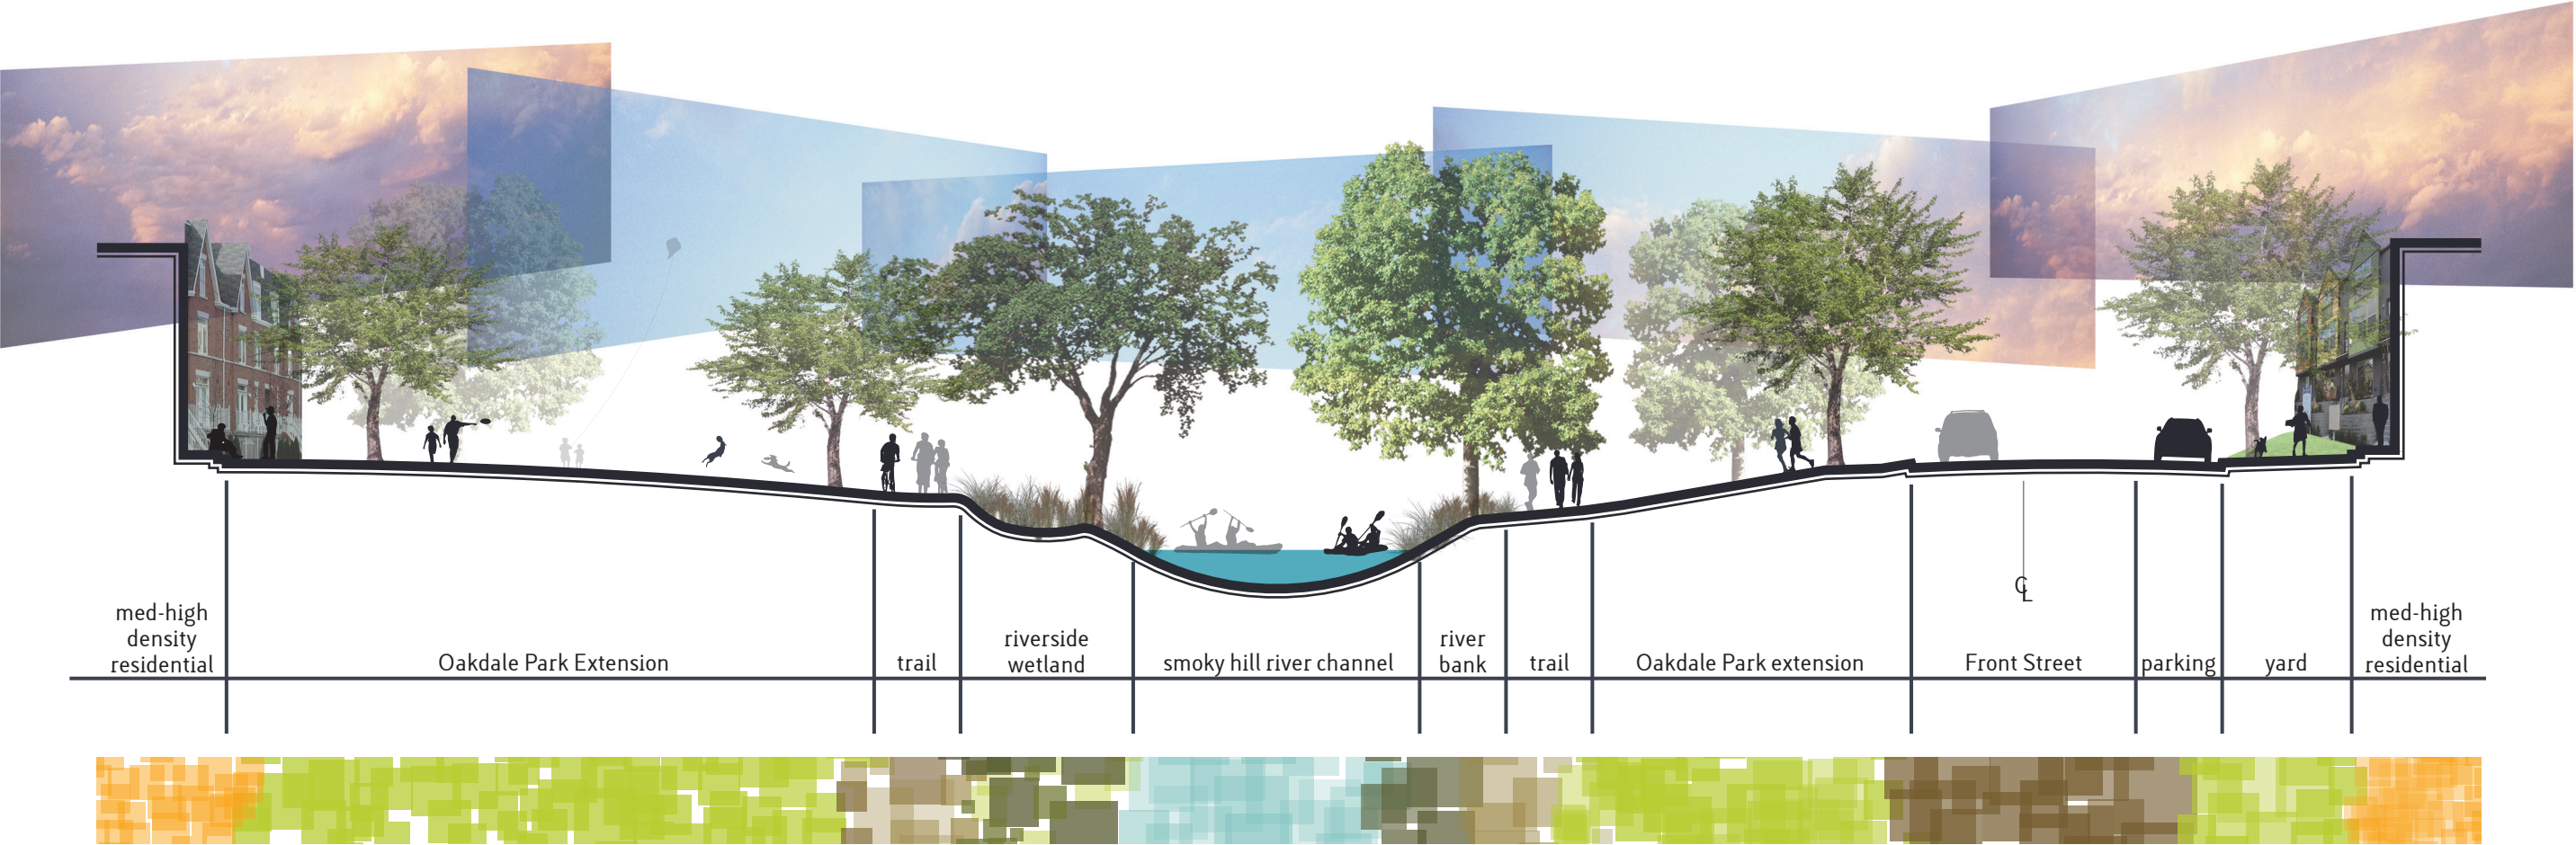 med-high
density
residential
Oakdale Park Extension
trail
riverside
wetland
smoky hill river channel
river
bank
trail
Oakdale Park extension
CL
Front Street
parking
yard
med-high
density
residential